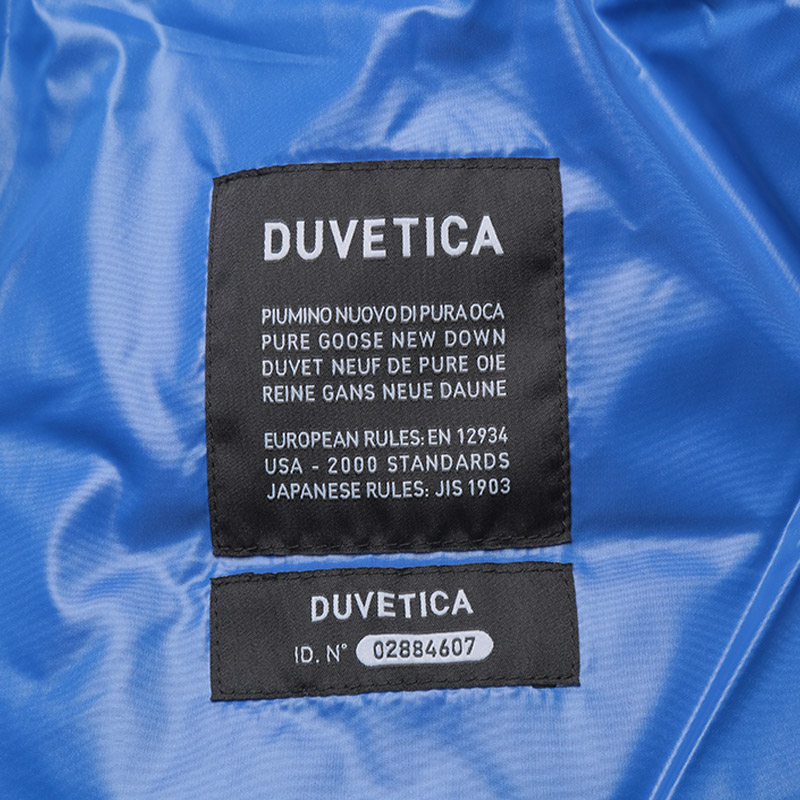 DUVETICA
PIUMINO NUOVO DI PURA OCA
PURE GOOSE NEW DOWN
DUVET NEUF DE PURE OIE
REINE GANS NEUE DAUNE
EUROPEAN RULES: EN 12934
USA - 2000 STANDARDS
JAPANESE RULES: JIS 1903
DUVETICA
ID. N° 02884607